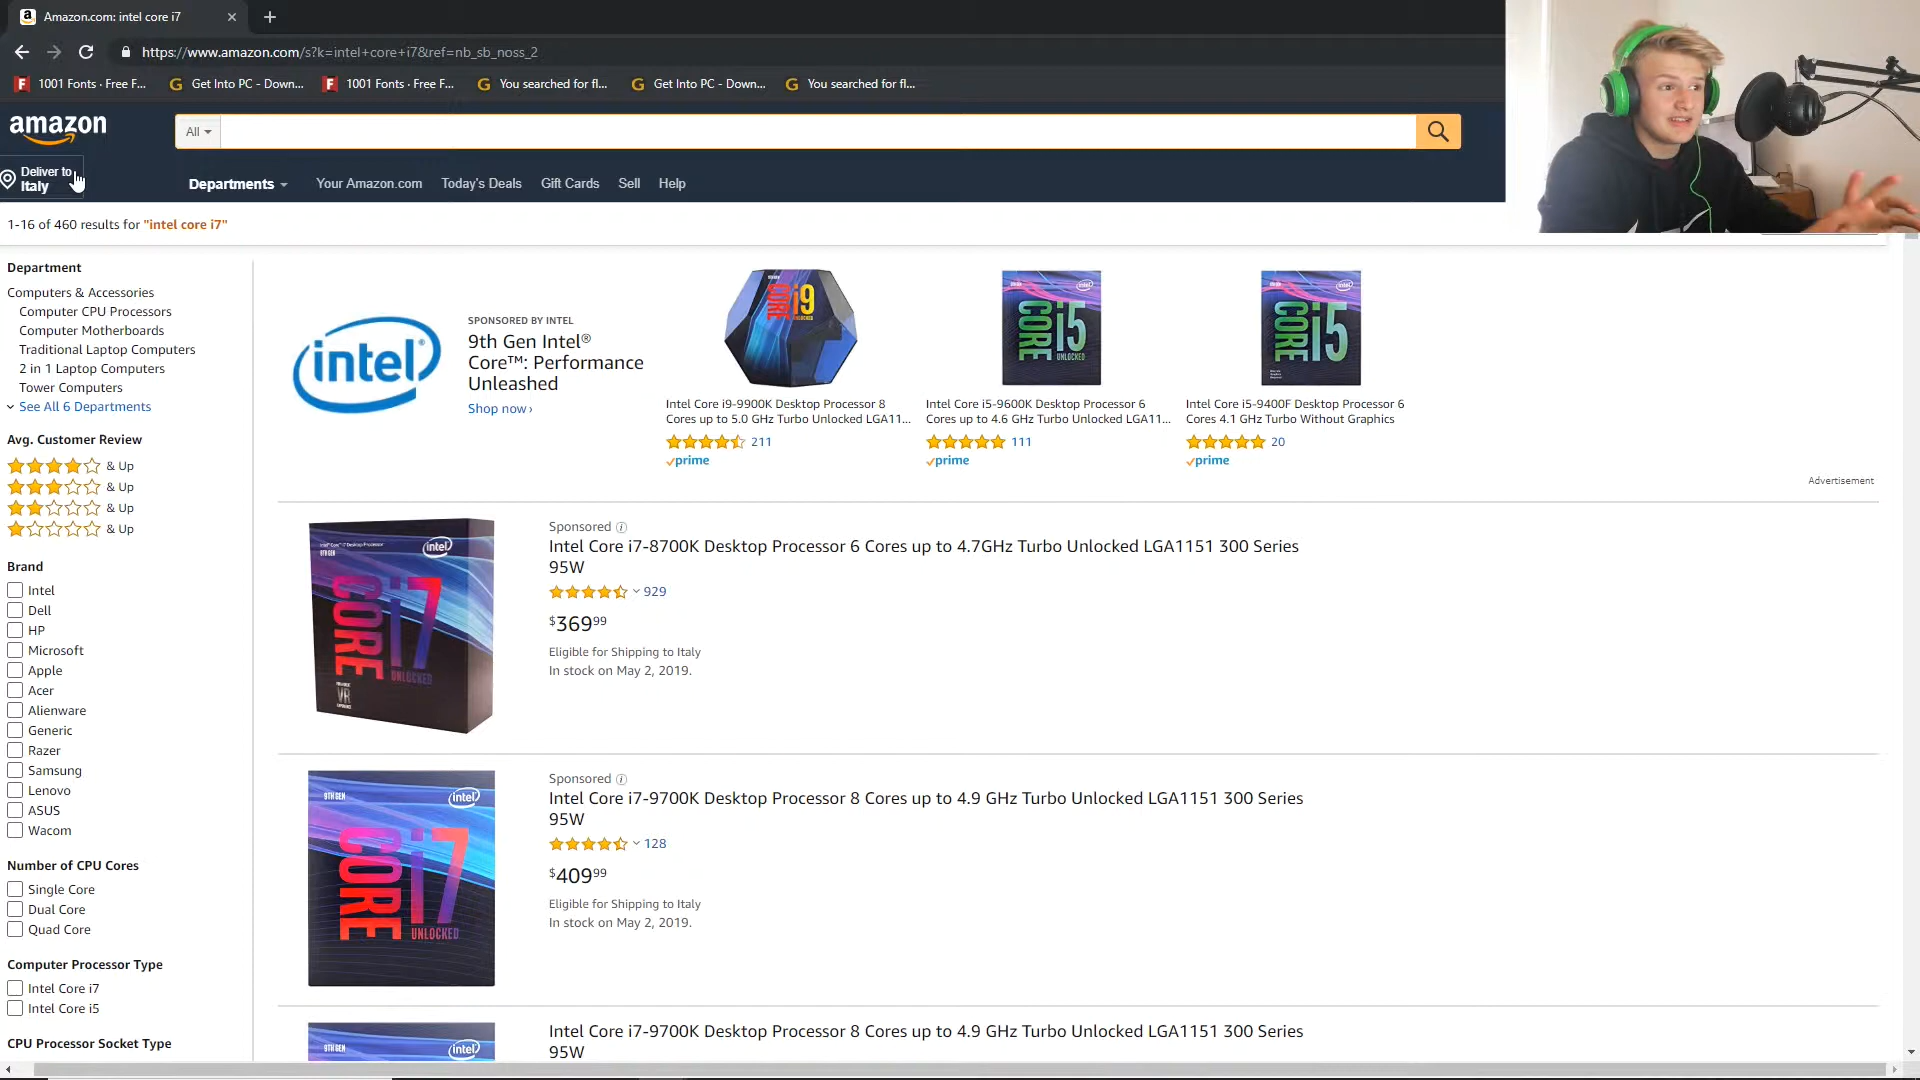 Amazon.com: intel core i7
https://www.amazon.com/s?k=intel+core+i7&ref=nb_sb_noss_2
1001 Fonts · Free F...
Get Into PC - Down...
1001 Fonts · Free F...
You searched for fl...
Get Into PC - Down...
You searched for fl...
amazon
All
Deliver to
Italy
Departments
Your Amazon.com
Today's Deals
Gift Cards
Sell
Help
1-16 of 460 results for "intel core i7"
Department
Computers & Accessories
Computer CPU Processors
Computer Motherboards
Traditional Laptop Computers
2 in 1 Laptop Computers
Tower Computers
See All 6 Departments
Avg. Customer Review
& Up
& Up
& Up
& Up
Brand
Intel
Dell
HP
Microsoft
Apple
Acer
Alienware
Generic
Razer
Samsung
Lenovo
ASUS
Wacom
Number of CPU Cores
Single Core
Dual Core
Quad Core
Computer Processor Type
Intel Core i7
Intel Core i5
CPU Processor Socket Type
intel
SPONSORED BY INTEL
9th Gen Intel®
Core™: Performance
Unleashed
Shop now ›
CORE i9
Intel Core i9-9900K Desktop Processor 8
Cores up to 5.0 GHz Turbo Unlocked LGA11...
211
prime
intel
CORE i5
UNLOCKED
Intel Core i5-9600K Desktop Processor 6
Cores up to 4.6 GHz Turbo Unlocked LGA11...
111
prime
intel
CORE i5
Intel Core i5-9400F Desktop Processor 6
Cores 4.1 GHz Turbo Without Graphics
20
prime
Advertisement
intel
CORE i7
UNLOCKED
VR
Sponsored
Intel Core i7-8700K Desktop Processor 6 Cores up to 4.7GHz Turbo Unlocked LGA1151 300 Series
95W
929
$369.99
Eligible for Shipping to Italy
In stock on May 2, 2019.
9TH GEN
intel
CORE i7
UNLOCKED
Sponsored
Intel Core i7-9700K Desktop Processor 8 Cores up to 4.9 GHz Turbo Unlocked LGA1151 300 Series
95W
128
$409.99
Eligible for Shipping to Italy
In stock on May 2, 2019.
9TH GEN
intel
Intel Core i7-9700K Desktop Processor 8 Cores up to 4.9 GHz Turbo Unlocked LGA1151 300 Series
95W